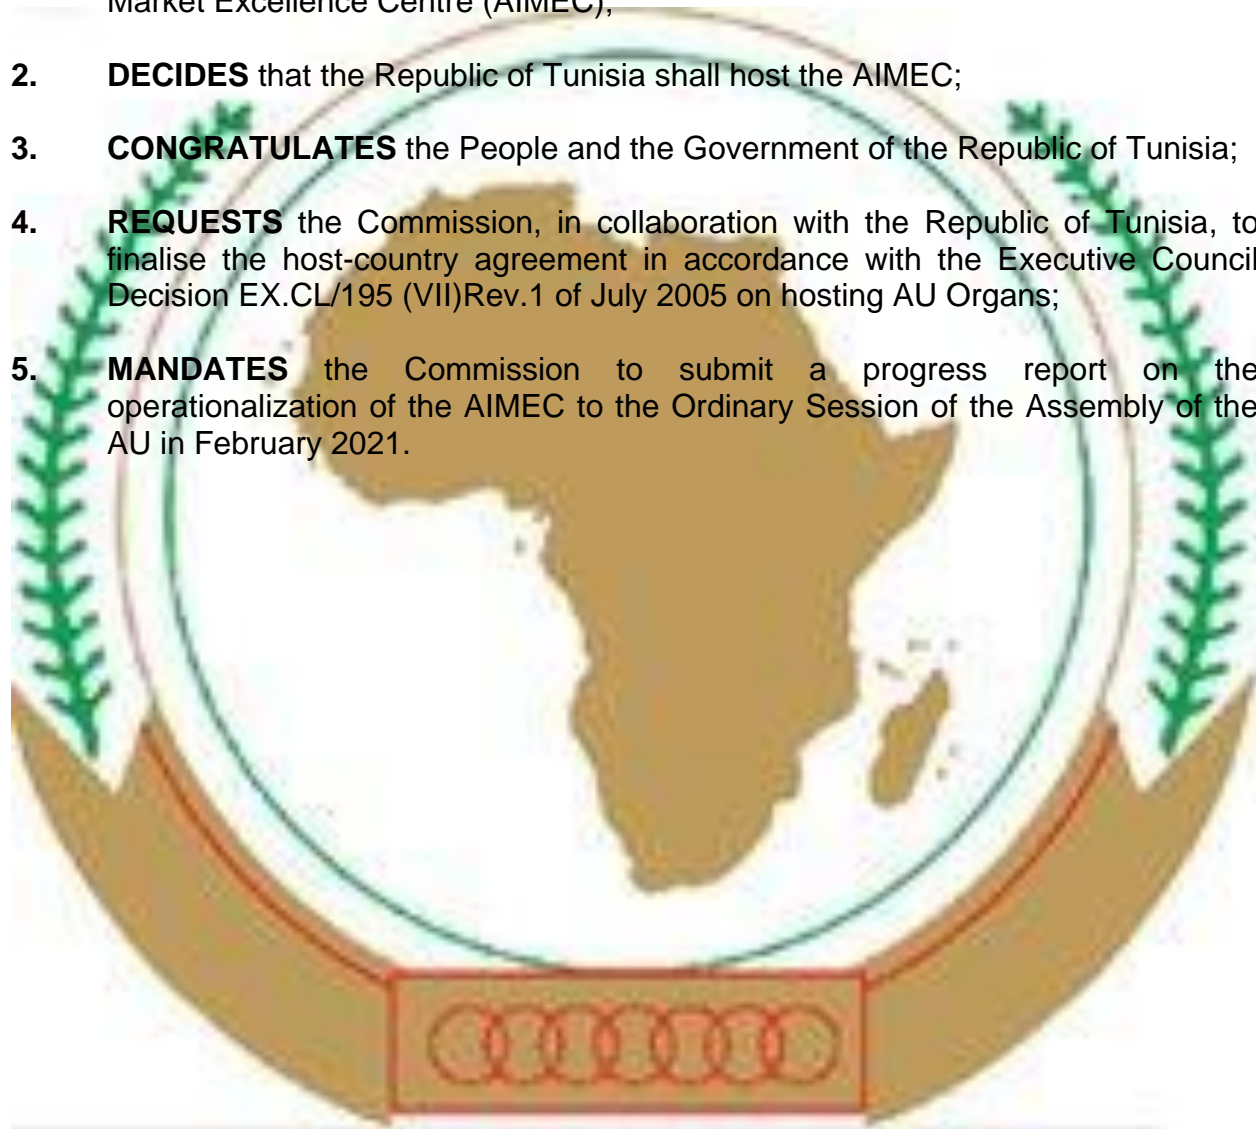 Market Excellence Centre (AIMEC);
2. DECIDES that the Republic of Tunisia shall host the AIMEC;
3. CONGRATULATES the People and the Government of the Republic of Tunisia;
4. REQUESTS the Commission, in collaboration with the Republic of Tunisia, to
finalise the host-country agreement in accordance with the Executive Council
Decision EX.CL/195 (VII)Rev.1 of July 2005 on hosting AU Organs;
5. MANDATES the Commission to submit a progress report on the
operationalization of the AIMEC to the Ordinary Session of the Assembly of the
AU in February 2021.